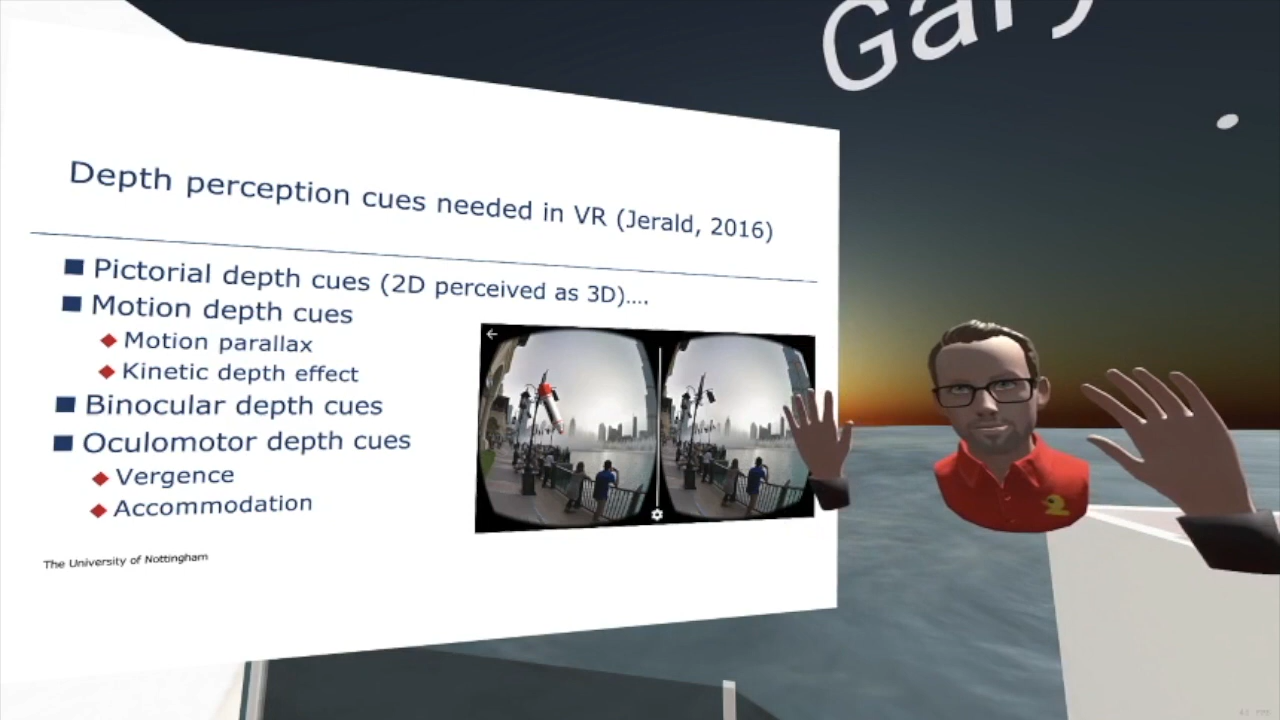 Gary
Depth perception cues needed in VR (Jerald, 2016)
Pictorial depth cues (2D perceived as 3D)....
Motion depth cues
Motion parallax
Kinetic depth effect
Binocular depth cues
Oculomotor depth cues
Vergence
Accommodation
The University of Nottingham